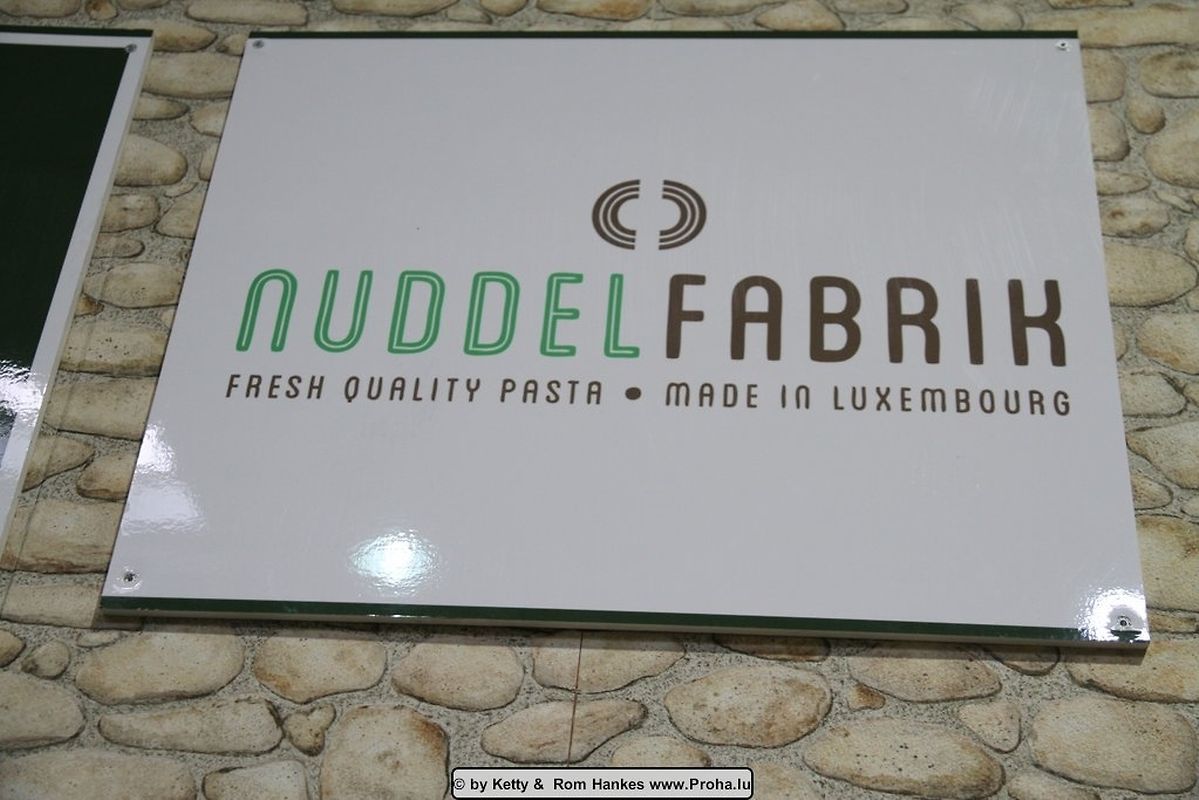 NUDDELFABRIK
FRESH QUALITY PASTA • MADE IN LUXEMBOURG
© by Ketty & Rom Hankes www.Proha.lu